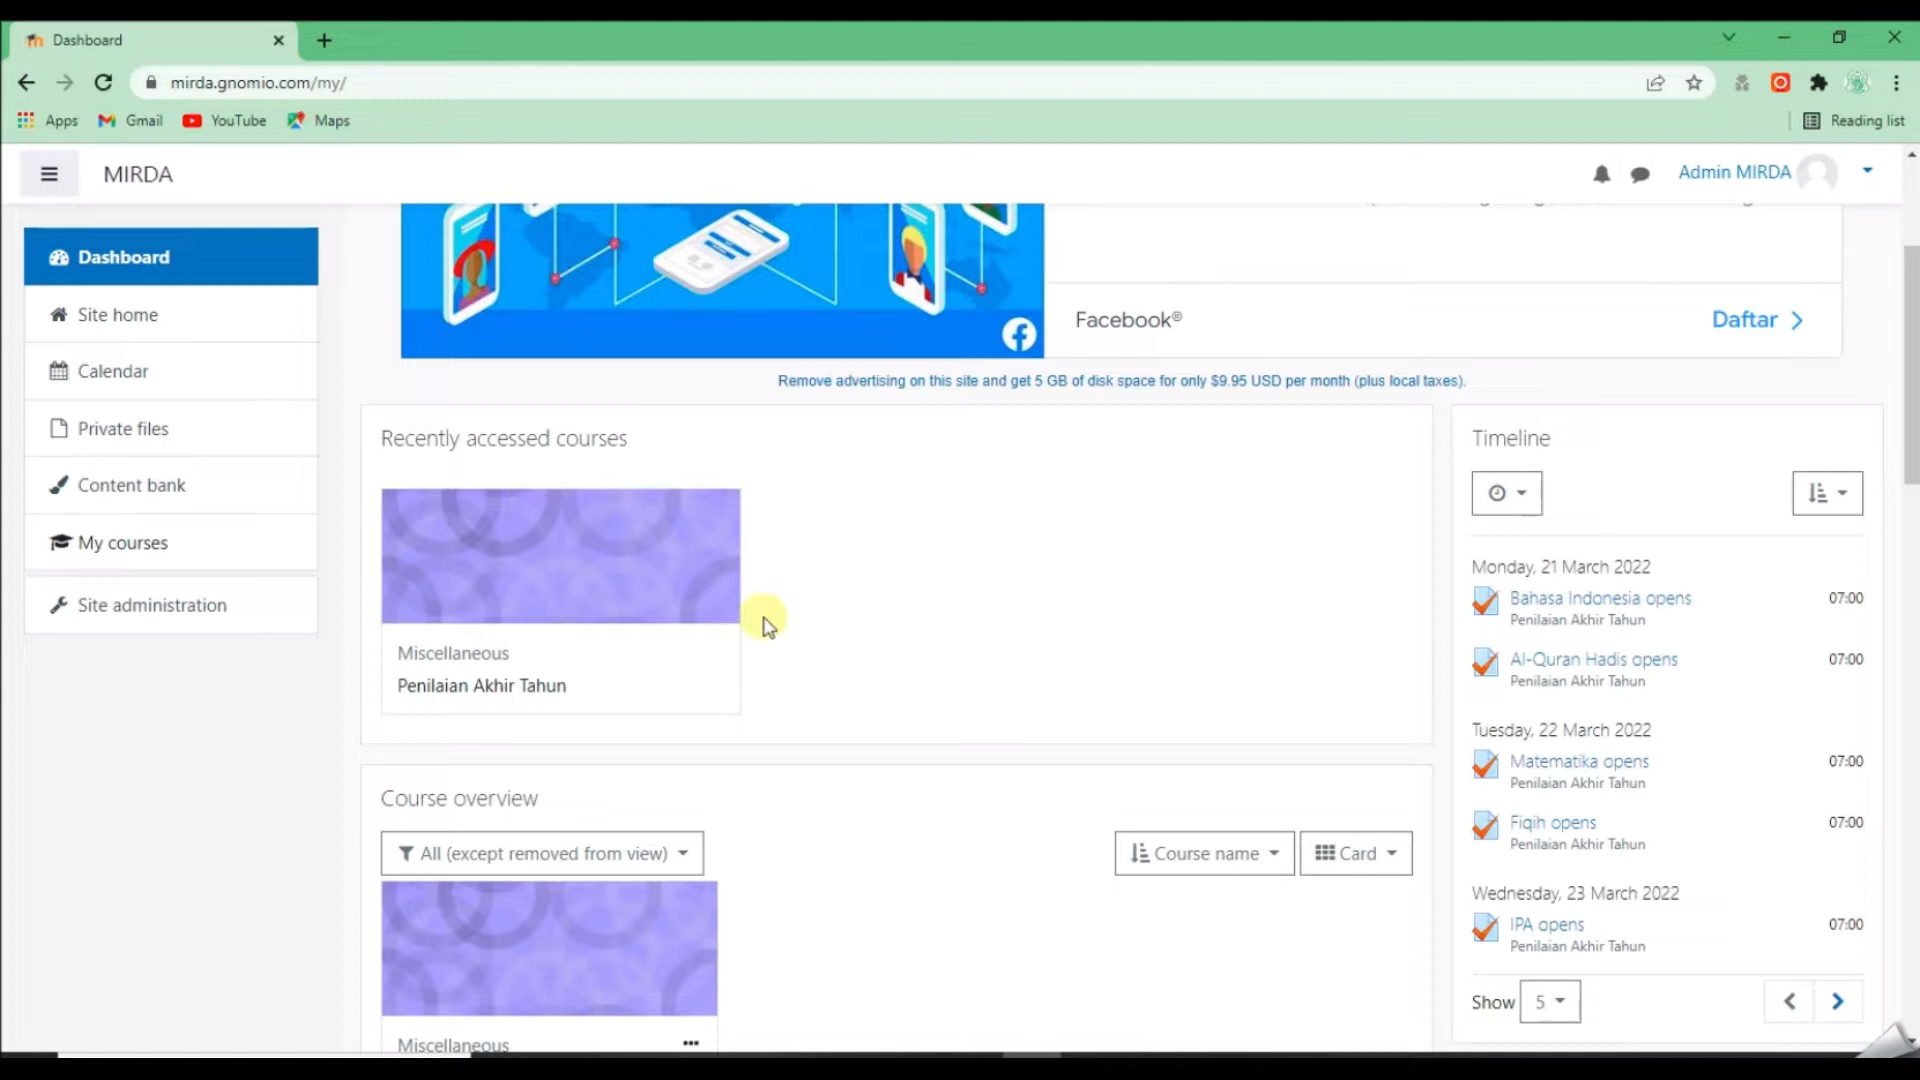 Dashboard
mirda.gnomio.com/my/
Apps Gmail YouTube Maps Reading list
MIRDA Admin MIRDA
Dashboard
Site home
Calendar
Private files
Content bank
My courses
Site administration
Facebook® Daftar
Remove advertising on this site and get 5 GB of disk space for only $9.95 USD per month (plus local taxes).
Recently accessed courses
Miscellaneous
Penilaian Akhir Tahun
Course overview
All (except removed from view) Course name Card
Miscellaneous
Timeline
Monday, 21 March 2022
Bahasa Indonesia opens 07:00
Penilaian Akhir Tahun
Al-Quran Hadis opens 07:00
Penilaian Akhir Tahun
Tuesday, 22 March 2022
Matematika opens 07:00
Penilaian Akhir Tahun
Fiqih opens 07:00
Penilaian Akhir Tahun
Wednesday, 23 March 2022
IPA opens 07:00
Penilaian Akhir Tahun
Show 5